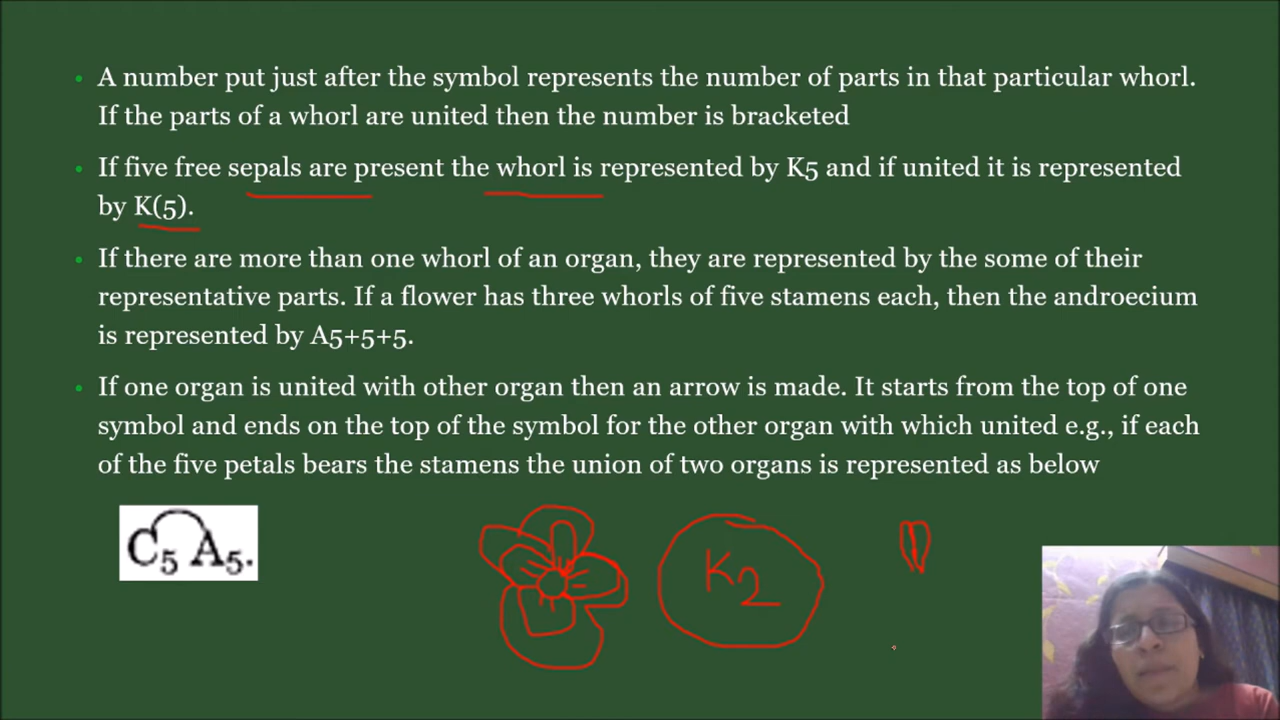 • A number put just after the symbol represents the number of parts in that particular whorl.
If the parts of a whorl are united then the number is bracketed
• If five free sepals are present the whorl is represented by K5 and if united it is represented
by K(5).
• If there are more than one whorl of an organ, they are represented by the some of their
representative parts. If a flower has three whorls of five stamens each, then the androecium
is represented by A5+5+5.
• If one organ is united with other organ then an arrow is made. It starts from the top of one
symbol and ends on the top of the symbol for the other organ with which united e.g., if each
of the five petals bears the stamens the union of two organs is represented as below
C5 A5.
K2